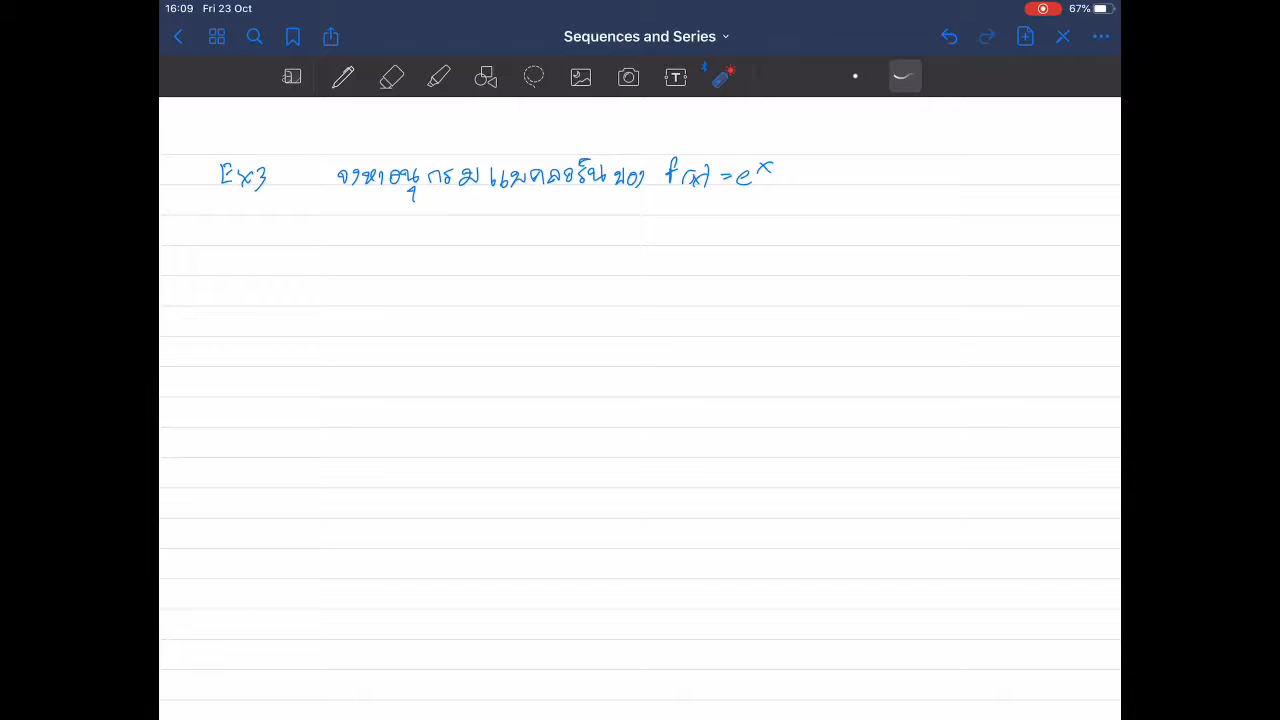 16:09 Fri 23 Oct 67%
Sequences and Series
T
Ex3 จงหาอนุกรมแมคลอรีนของ f(x) = e^x